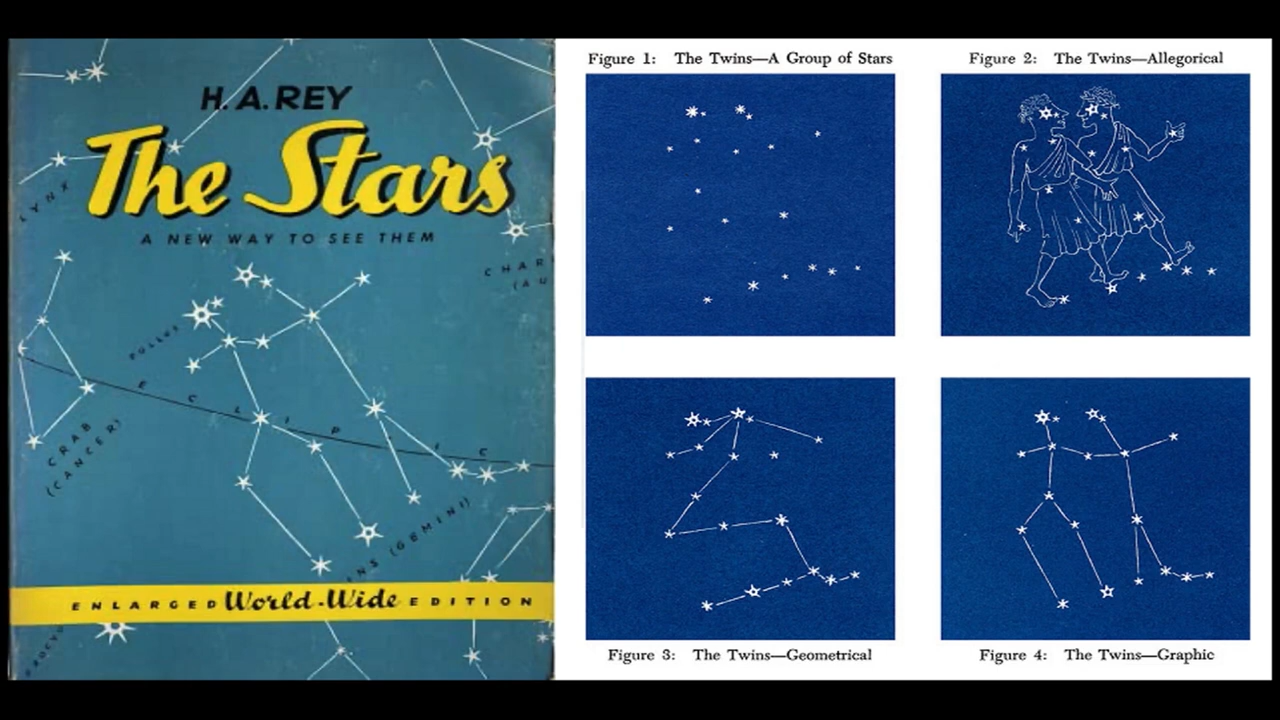 H. A. REY
The Stars
A NEW WAY TO SEE THEM
LYNX
POLLUX
ECLIPTIC
CRAB
(CANCER)
(GEMINI)
ENLARGED World-Wide EDITION
Figure 1: The Twins—A Group of Stars
Figure 2: The Twins—Allegorical
Figure 3: The Twins—Geometrical
Figure 4: The Twins—Graphic